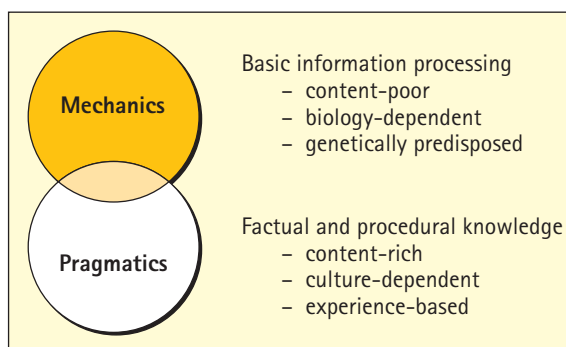 Mechanics
Basic information processing
– content-poor
– biology-dependent
– genetically predisposed
Pragmatics
Factual and procedural knowledge
– content-rich
– culture-dependent
– experience-based